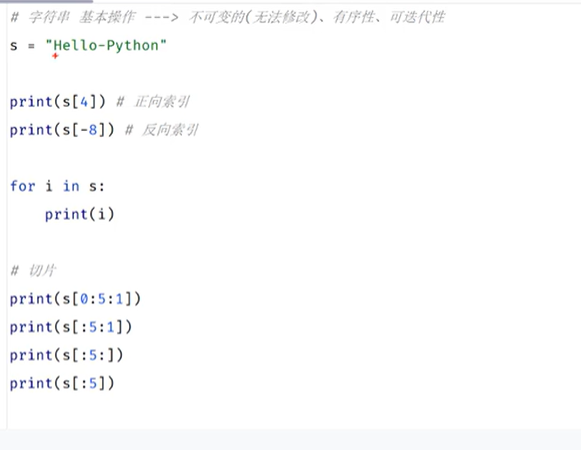 # 字符串 基本操作 ---> 不可变的(无法修改)、有序性、可迭代性
s = "Hello-Python"
print(s[4]) # 正向索引
print(s[-8]) # 反向索引
for i in s:
    print(i)
# 切片
print(s[0:5:1])
print(s[:5:1])
print(s[:5:])
print(s[:5])